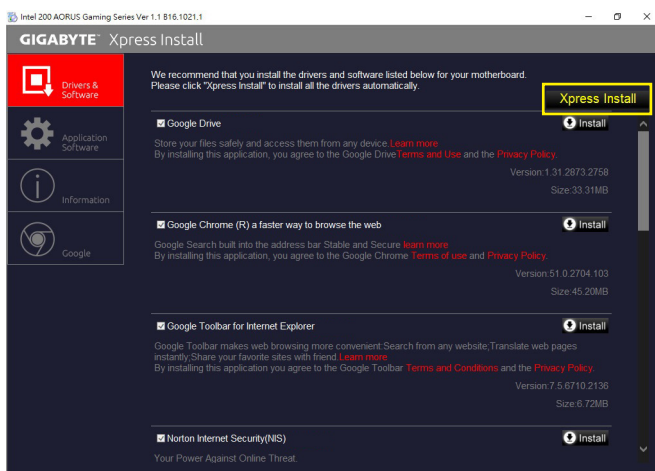 Intel 200 AORUS Gaming Series Ver 1.1 B16.1021.1
GIGABYTE™ Xpress Install
Drivers &
Software
Application
Software
Information
Google
We recommend that you install the drivers and software listed below for your motherboard.
Please click "Xpress Install" to install all the drivers automatically.
Xpress Install
Google Drive
Install
Store your files safely and access them from any device.Learn more
By installing this application, you agree to the Google DriveTerms and Use and the Privacy Policy.
Version:1.31.2873.2758
Size:33.31MB
Google Chrome (R) a faster way to browse the web
Install
Google Search built into the address bar Stable and Secure learn more
By installing this application, you agree to the Google Chrome Terms of use and Privacy Policy.
Version:51.0.2704.103
Size:45.20MB
Google Toolbar for Internet Explorer
Install
Google Toolbar makes web browsing more convenient:Search from any website;Translate web pages
instantly;Share your favorite sites with friend.Learn more
By installing this application you agree to the Google Toolbar Terms and Conditions and the Privacy Policy.
Version:7.5.6710.2136
Size:6.72MB
Norton Internet Security(NIS)
Install
Your Power Against Online Threat.